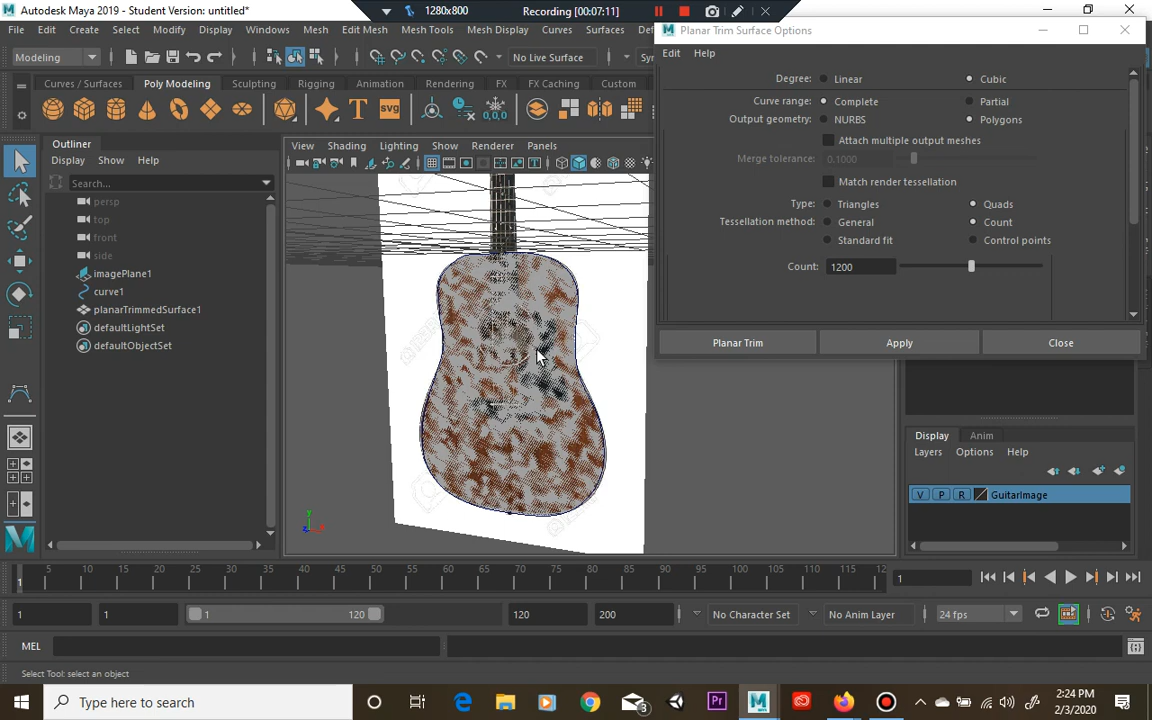 Autodesk Maya 2019 - Student Version: untitled*
1280x800
Recording [00:07:11]
File Edit Create Select Modify Display Windows Mesh Edit Mesh Mesh Tools Mesh Display Curves Surfaces
Planar Trim Surface Options
Edit Help
Modeling
No Live Surface
Curves / Surfaces Poly Modeling Sculpting Rigging Animation Rendering FX FX Caching Custom
T svg 0,0,0
Degree: Linear Cubic
Curve range: Complete Partial
Output geometry: NURBS Polygons
Attach multiple output meshes
Merge tolerance: 0.1000
Match render tessellation
Type: Triangles Quads
Tessellation method: General Count
Standard fit Control points
Count: 1200
Planar Trim Apply Close
Outliner
Display Show Help
Search...
persp
top
front
side
imagePlane1
curve1
planarTrimmedSurface1
defaultLightSet
defaultObjectSet
View Shading Lighting Show Renderer Panels
y
z
Display Anim
Layers Options Help
V P R GuitarImage
1 5 10 15 20 25 30 35 40 45 50 55 60 65 70 75 80 85 90 95 100 105 110 115 12
1
1 1 1 120 120 200 No Character Set No Anim Layer 24 fps
MEL
Select Tool: select an object
Type here to search
3
Pr
2:24 PM
2/3/2020